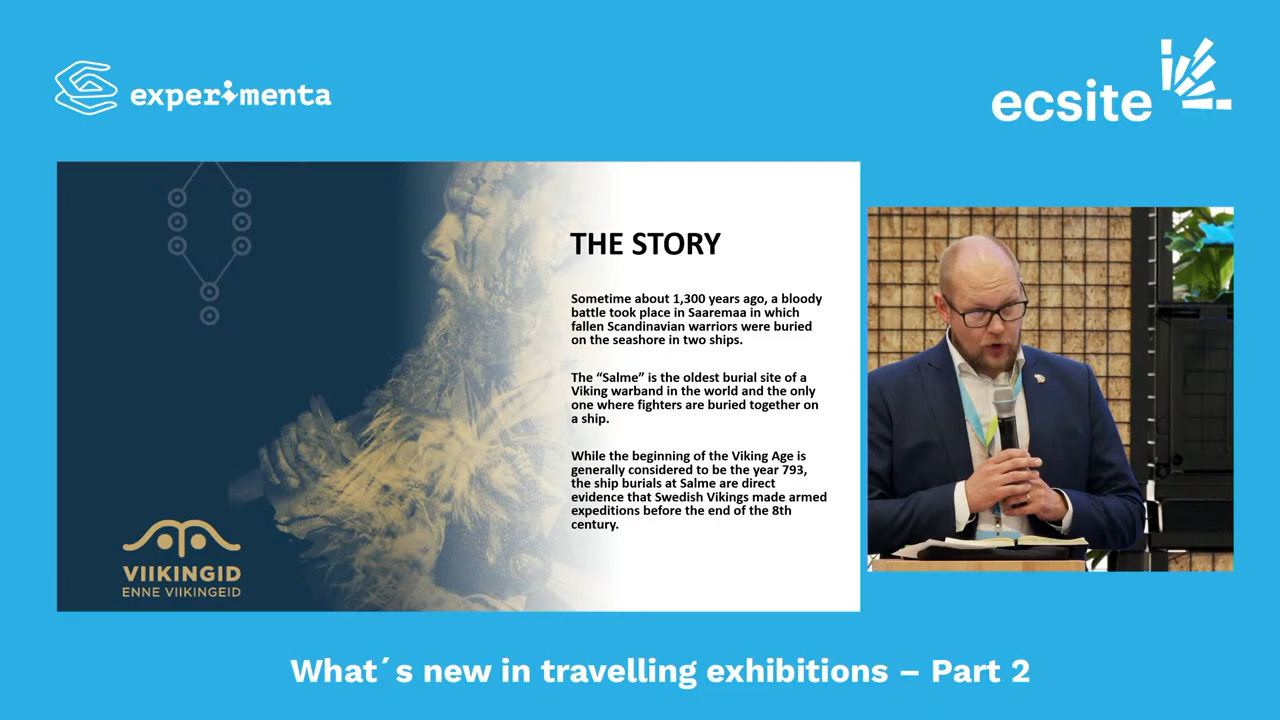 experimenta
ecsite
THE STORY
Sometime about 1,300 years ago, a bloody
battle took place in Saaremaa in which
fallen Scandinavian warriors were buried
on the seashore in two ships.
The “Salme” is the oldest burial site of a
Viking warband in the world and the only
one where fighters are buried together on
a ship.
While the beginning of the Viking Age is
generally considered to be the year 793,
the ship burials at Salme are direct
evidence that Swedish Vikings made armed
expeditions before the end of the 8th
century.
VIIKINGID
ENNE VIIKINGEID
What´s new in travelling exhibitions – Part 2